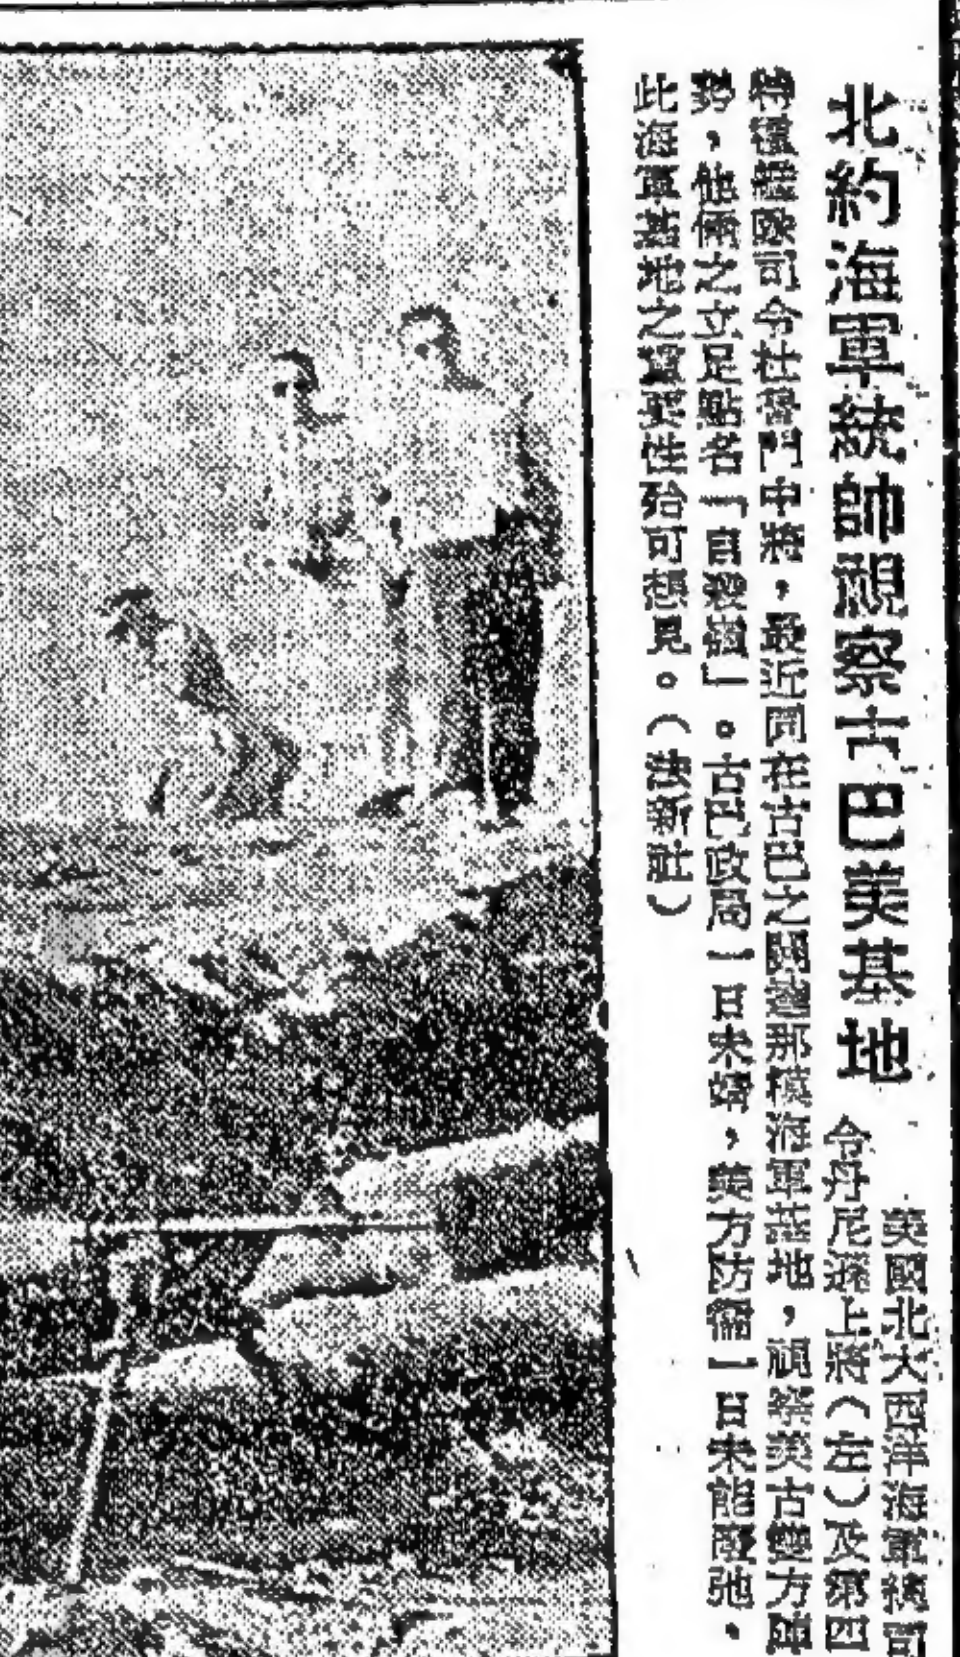 北約海軍統帥視察古巴美基地
美國北大西洋海軍總司
令丹尼遜上將(左)及第四
特遣艦隊司令杜格門中將,最近同在古巴之關達那模海軍基地,視察美古雙方陣
勢,他倆之立足點名「自殺嶺」。古巴政局一日未靖,美方防備一日未能鬆弛,
此海軍基地之重要性殆可想見。(法新社)